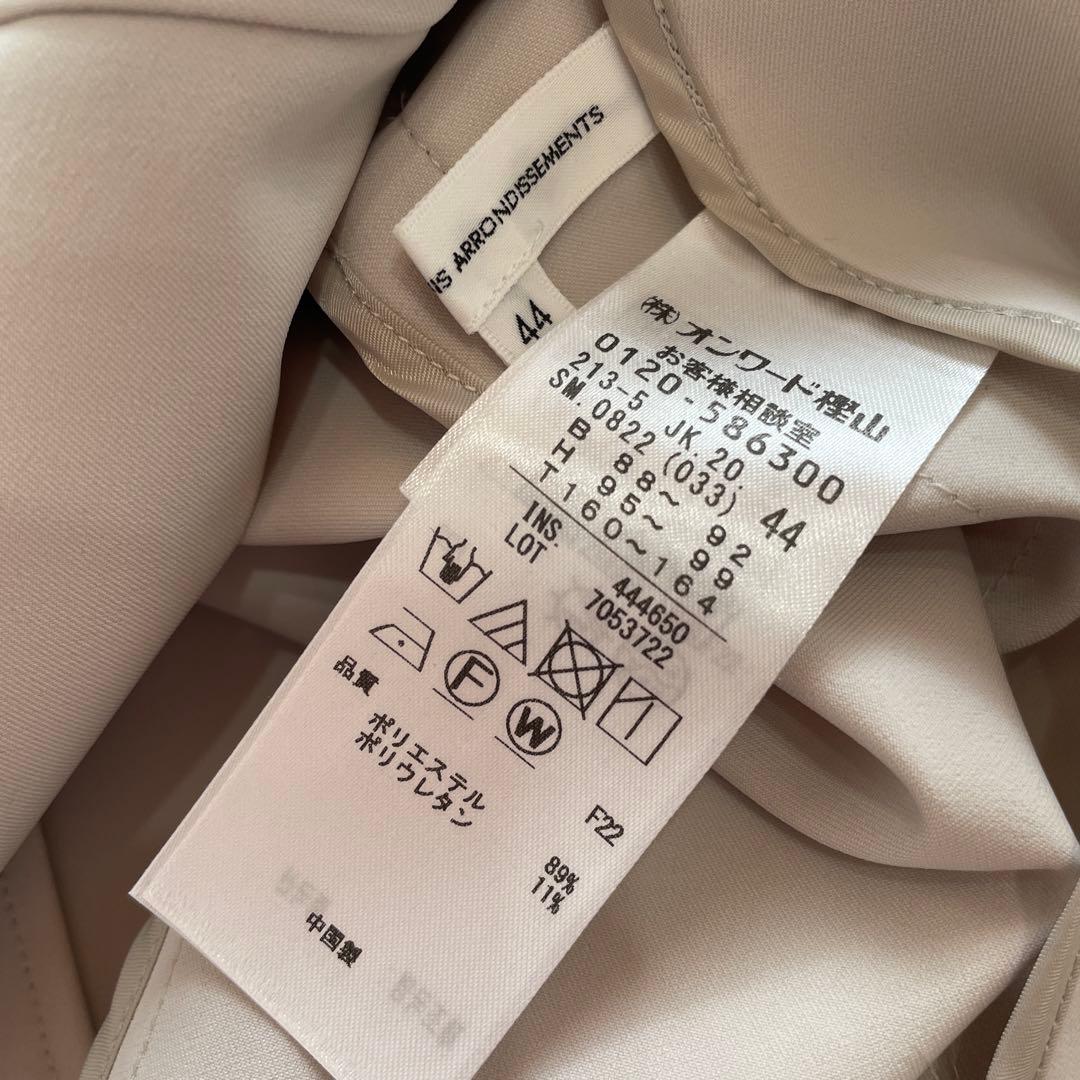 IS ARRONDISSEMENTS
44
(株)オンワード樫山
お客様相談室
0120-586300
213-5 JK.20.
SM.0822 (033) 44
B 88~ 92
H 95~ 99
T160~164
INS. 444650
LOT 7053722
F
W
品質
F22
ポリエステル 89%
ポリウレタン 11%
中国製